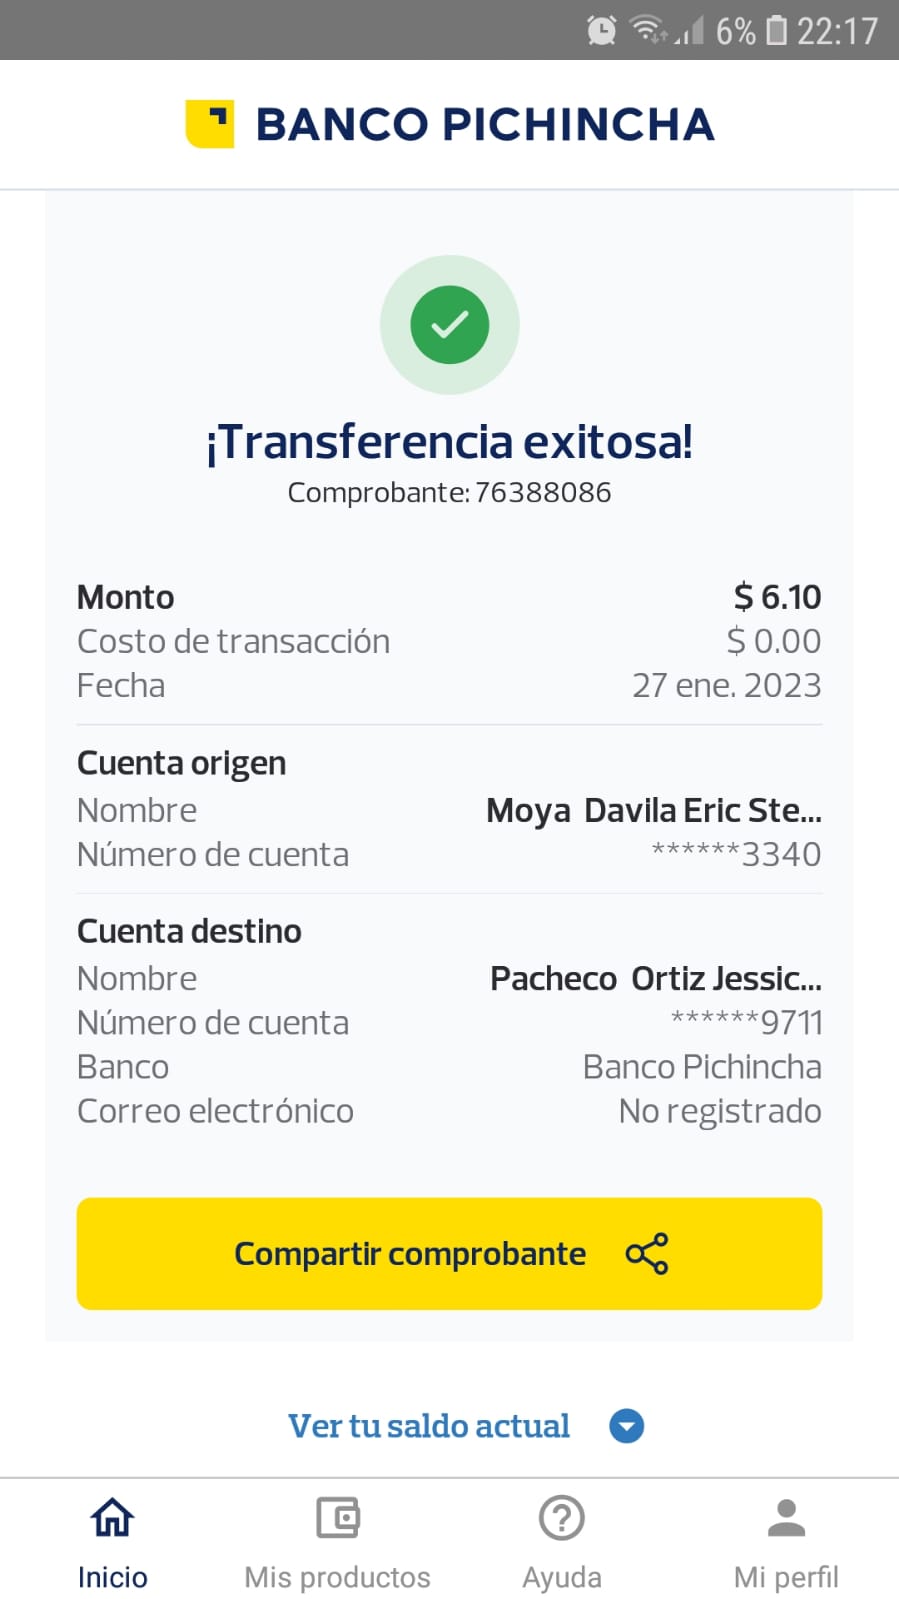 6% 22:17
BANCO PICHINCHA
¡Transferencia exitosa!
Comprobante: 76388086
Monto $ 6.10
Costo de transacción $ 0.00
Fecha 27 ene. 2023
Cuenta origen
Nombre Moya Davila Eric Ste...
Número de cuenta ******3340
Cuenta destino
Nombre Pacheco Ortiz Jessic...
Número de cuenta ******9711
Banco Banco Pichincha
Correo electrónico No registrado
Compartir comprobante
Ver tu saldo actual
Inicio Mis productos Ayuda Mi perfil